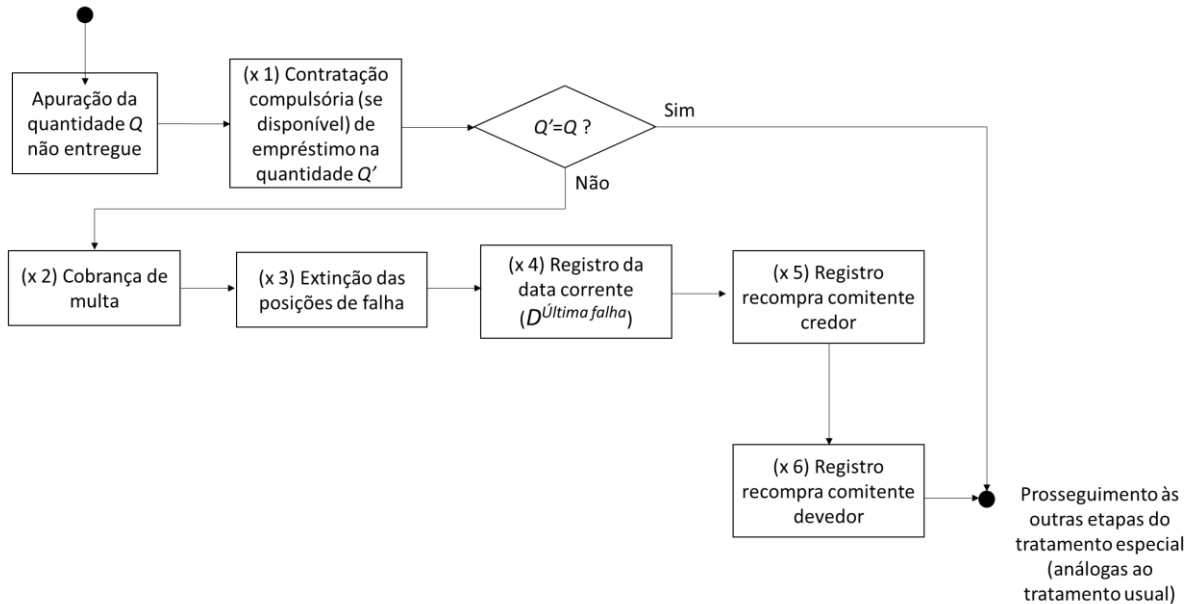 Apuração da
quantidade Q
não entregue
(x 1) Contratação
compulsória (se
disponível) de
empréstimo na
quantidade Q’
Q’=Q ?
Sim
Não
(x 2) Cobrança de
multa
(x 3) Extinção das
posições de falha
(x 4) Registro da
data corrente
(D^Última falha)
(x 5) Registro
recompra comitente
credor
(x 6) Registro
recompra comitente
devedor
Prosseguimento às
outras etapas do
tratamento especial
(análogas ao
tratamento usual)